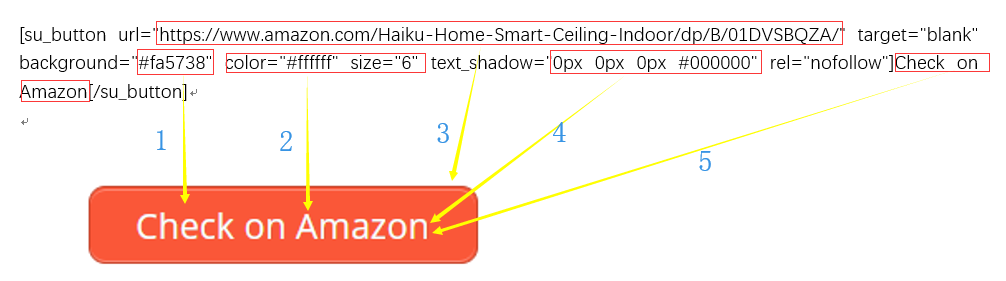 [su_button url="https://www.amazon.com/Haiku-Home-Smart-Ceiling-Indoor/dp/B/01DVSBQZA/" target="blank"
background="#fa5738" color="#ffffff" size="6" text_shadow="0px 0px 0px #000000" rel="nofollow"]Check on
Amazon[/su_button]
1
2
3
4
5
Check on Amazon